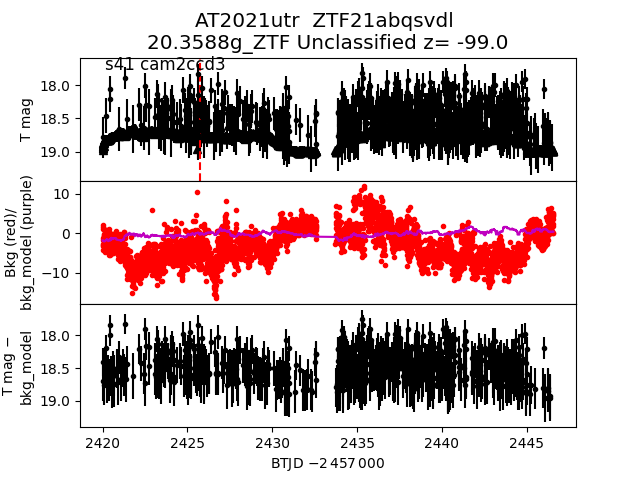 AT2021utr ZTF21abqsvdl
20.3588g_ZTF Unclassified z= -99.0
s41 cam2ccd3
T mag
18.0
18.5
19.0
Bkg (red)/
bkg_model (purple)
10
0
−10
T mag −
bkg_model
18.0
18.5
19.0
2420
2425
2430
2435
2440
2445
BTJD −2 457 000